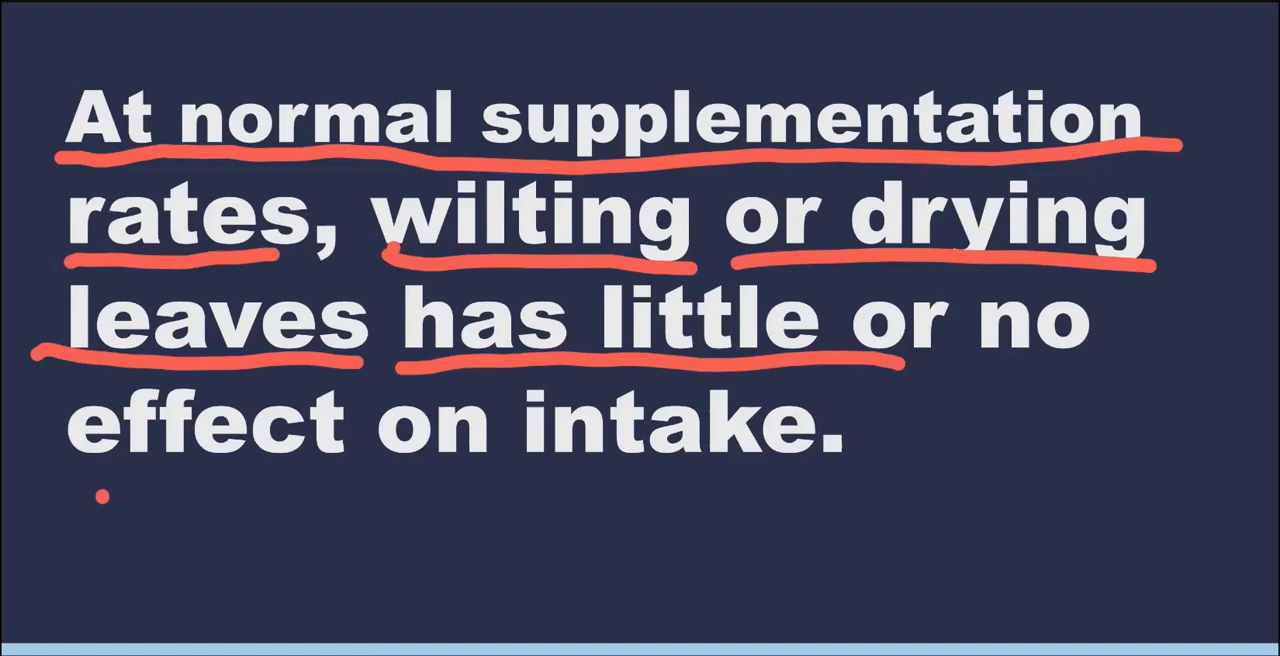 At normal supplementation
rates, wilting or drying
leaves has little or no
effect on intake.